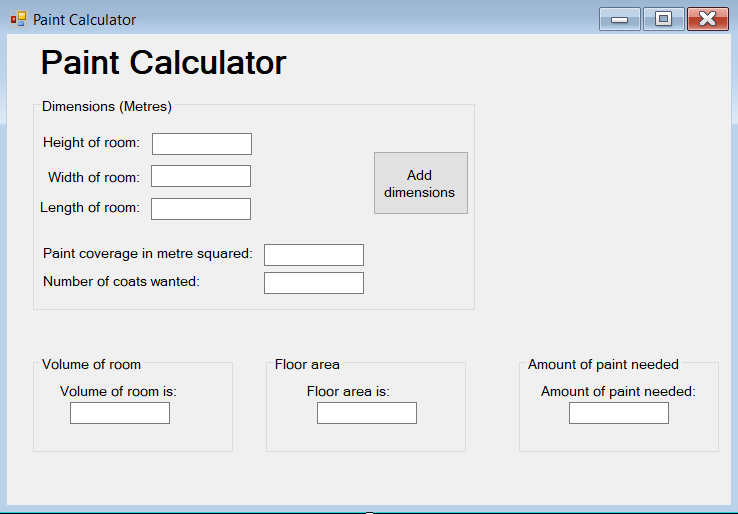 Paint Calculator
Paint Calculator
Dimensions (Metres)
Height of room:
Width of room:
Length of room:
Add
dimensions
Paint coverage in metre squared:
Number of coats wanted:
Volume of room
Volume of room is:
Floor area
Floor area is:
Amount of paint needed
Amount of paint needed: